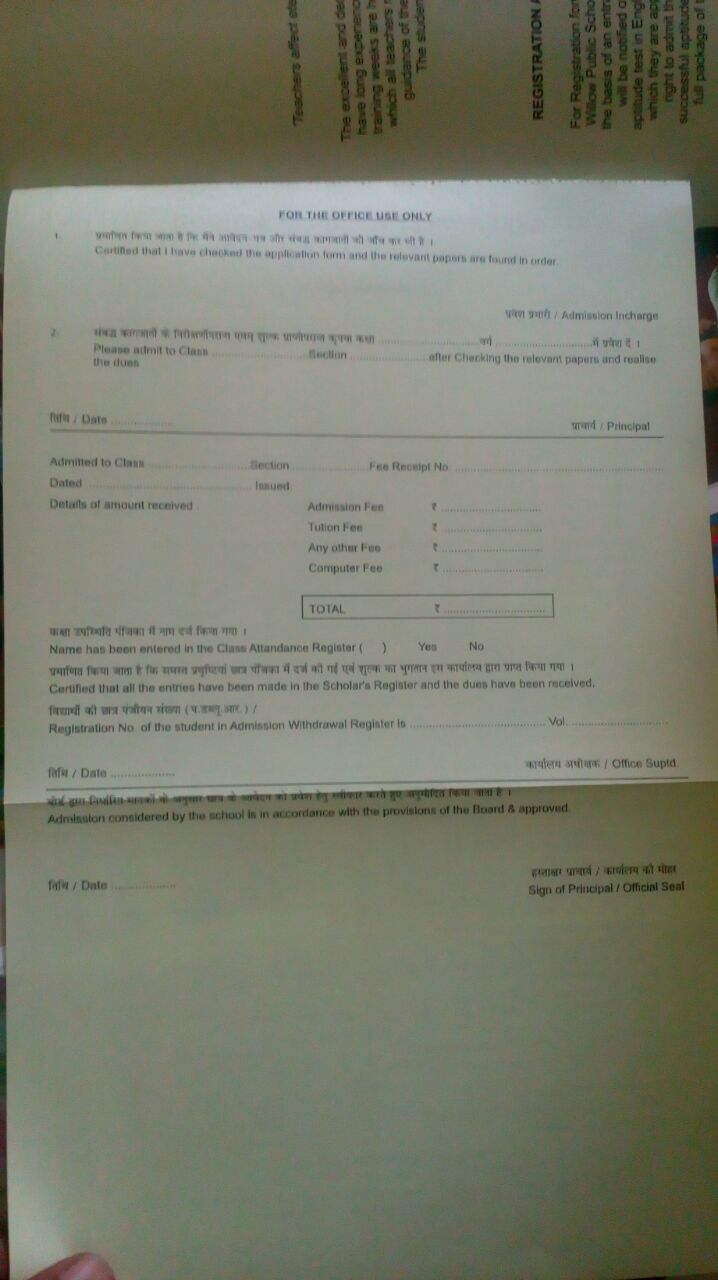 'Teachers affect ete
The excellent and de
have long experienc
training weeks are h
which all teachers
guidance of the
The studen
REGISTRATION A
For Registration for
Willow Public Scho
the basis of an entr
will be notified o
aptitude test in Engl
which they are ap
right to admit th
successful aptitude
full package of t
FOR THE OFFICE USE ONLY
1. प्रमाणित किया जाता है कि मैंने आवेदन-पत्र और संबद्ध कागजातों की जाँच कर ली है ।
Certified that I have checked the application form and the relevant papers are found in order.
प्रवेश प्रभारी / Admission Incharge
2. संबद्ध कागजातों के निरीक्षणोपरान्त एवम् शुल्क प्राप्तोपरान्त कृपया कक्षा ........................ वर्ग ........................ में प्रवेश दें ।
Please admit to Class ........................ Section ........................ after Checking the relevant papers and realise
the dues
तिथि / Date ..................
प्राचार्य / Principal
Admitted to Class ........................ Section ........................ Fee Receipt No. ........................
Dated ........................ Issued
Details of amount received
Admission Fee ₹ ..............................
Tution Fee ₹ ..............................
Any other Fee ₹ ..............................
Computer Fee ₹ ..............................
TOTAL ₹ ..............................
कक्षा उपस्थिति पंजिका में नाम दर्ज किया गया ।
Name has been entered in the Class Attandance Register ( ) Yes No
प्रमाणित किया जाता है कि समस्त प्रवृष्टियां छात्र पंजिका में दर्ज की गई एवं शुल्क का भुगतान इस कार्यालय द्वारा प्राप्त किया गया ।
Certified that all the entries have been made in the Scholar's Register and the dues have been received.
विद्यार्थी की छात्र पंजीयन संख्या (प.डब्लू.आर.) /
Registration No. of the student in Admission Withdrawal Register is ........................ Vol. ........................
तिथि / Date ..................
कार्यालय अधीक्षक / Office Suptd.
बोर्ड द्वारा निर्धारित मानकों के अनुसार छात्र के आवेदन को प्रवेश हेतु स्वीकार करते हुए अनुमोदित किया जाता है ।
Admission considered by the school is in accordance with the provisions of the Board & approved.
तिथि / Date ..................
हस्ताक्षर प्राचार्य / कार्यालय की मोहर
Sign of Principal / Official Seal